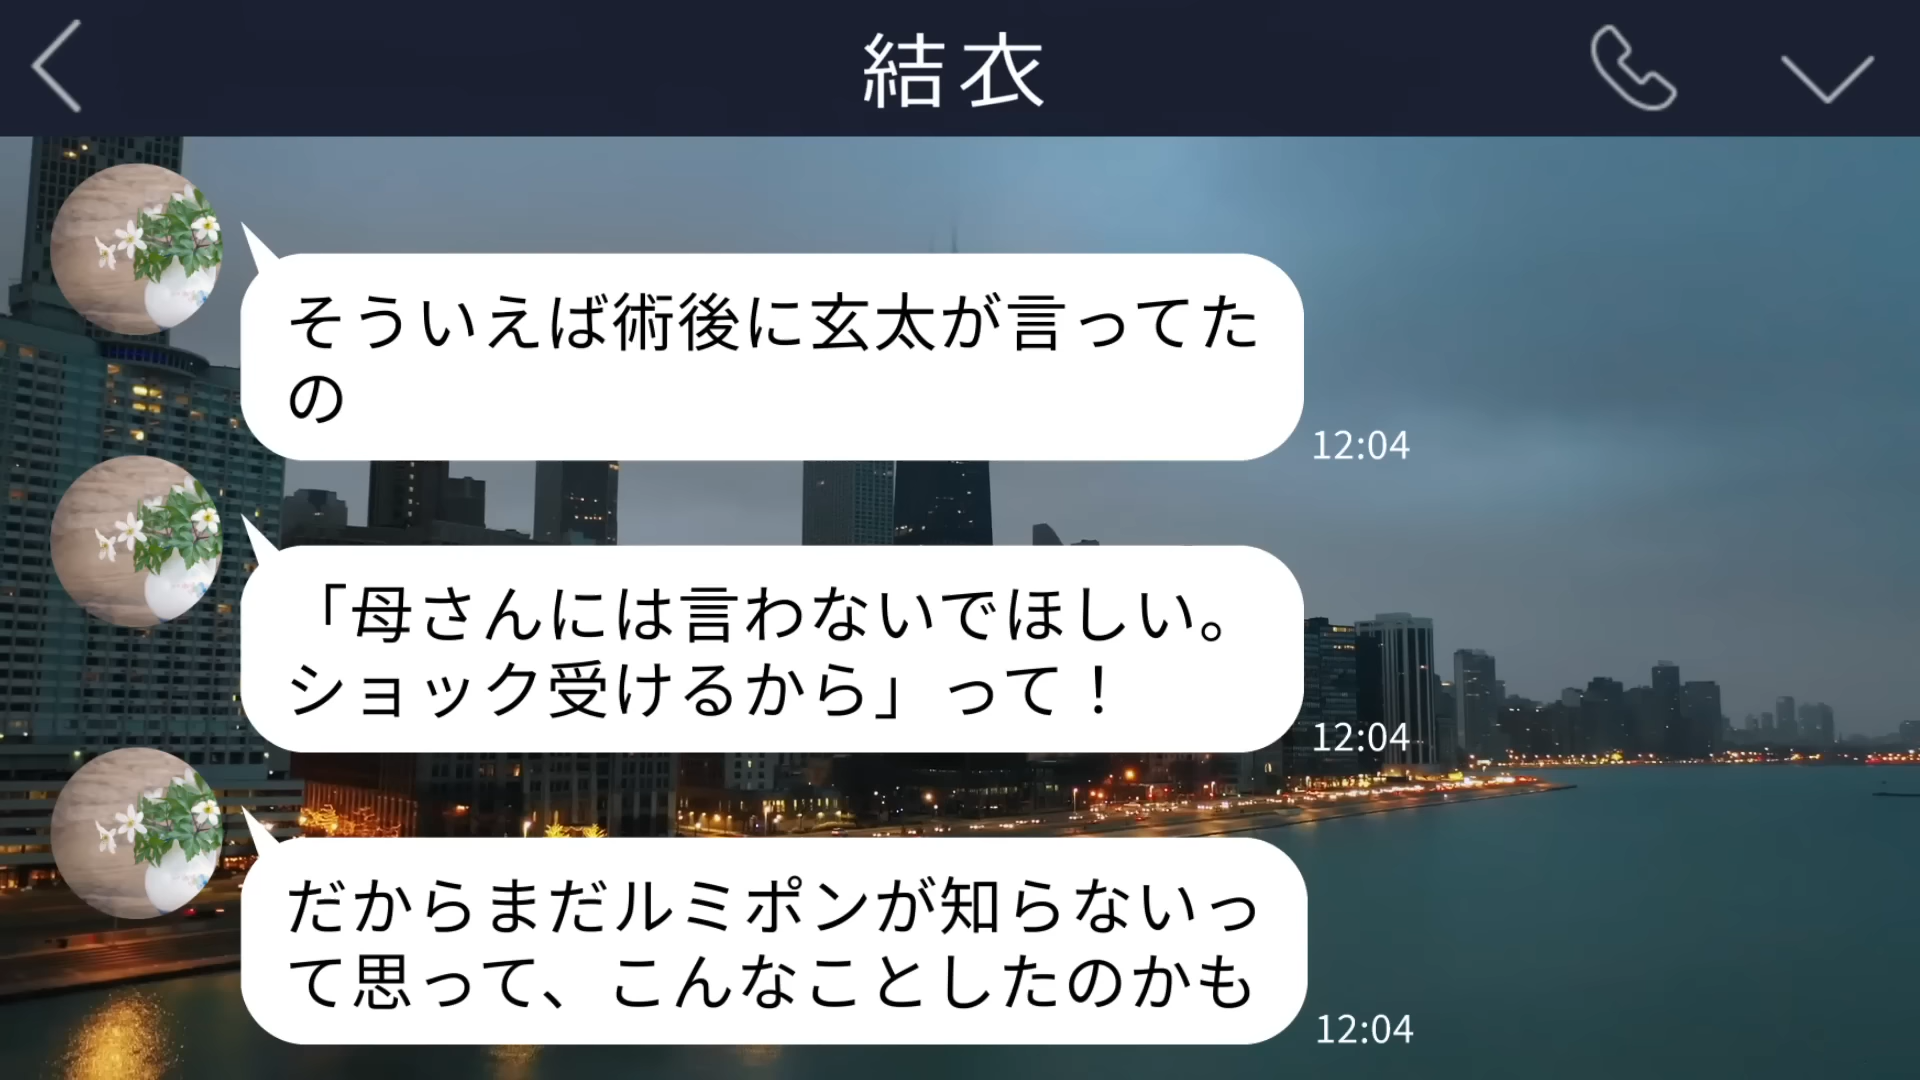 結衣
そういえば術後に玄太が言ってた
の
12:04
「母さんには言わないでほしい。
ショック受けるから」って！
12:04
だからまだルミポンが知らないっ
て思って、こんなことしたのかも
12:04